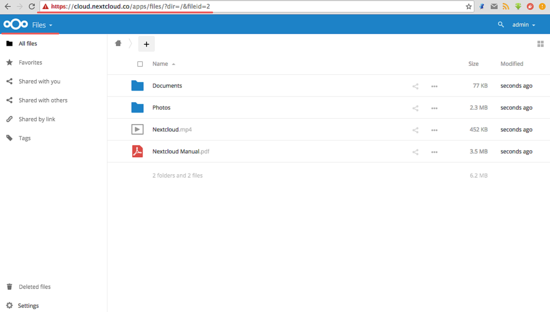 https://cloud.nextcloud.co/apps/files/?dir=/&fileid=2
Files
admin
All files
Favorites
Shared with you
Shared with others
Shared by link
Tags
Deleted files
Settings
+
Name Size Modified
Documents 77 KB seconds ago
Photos 2.3 MB seconds ago
Nextcloud.mp4 452 KB seconds ago
Nextcloud Manual.pdf 3.5 MB seconds ago
2 folders and 2 files 6.2 MB